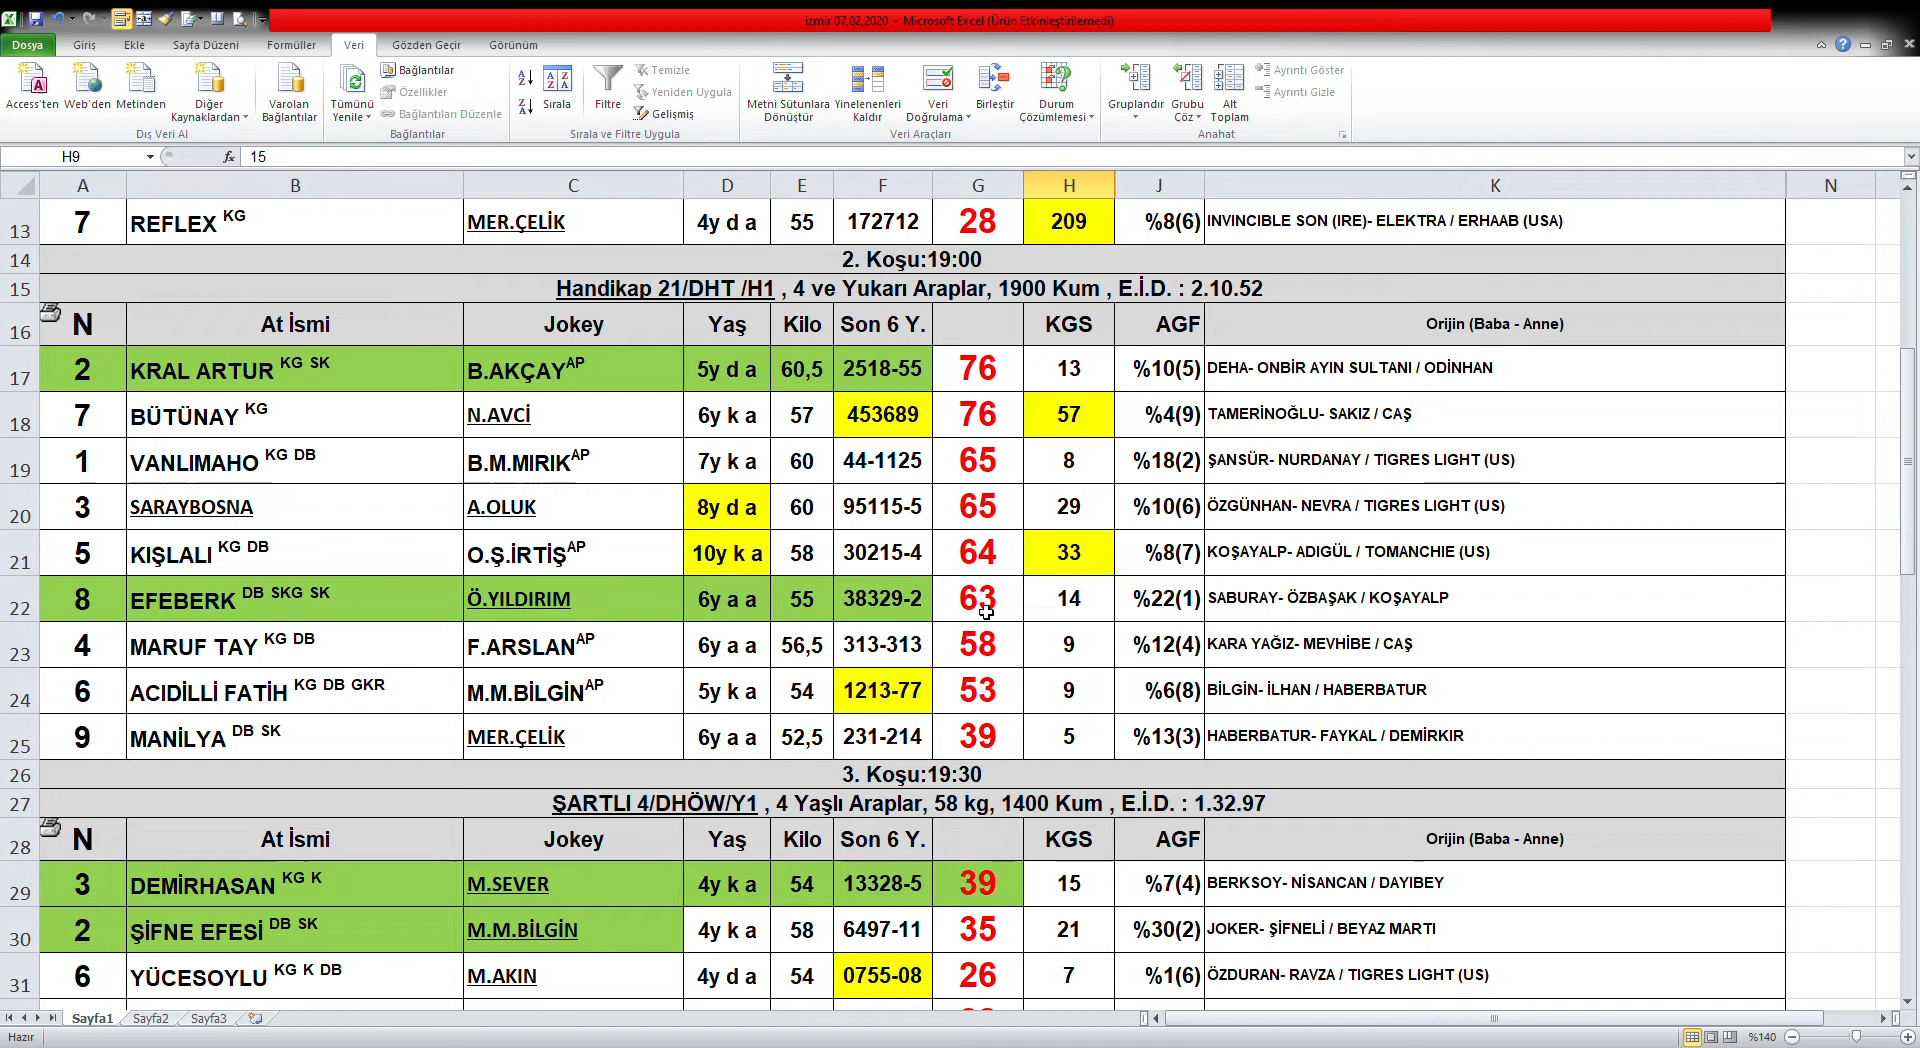 izmir 07,02,2020 - Microsoft Excel (Ürün Etkinleştirilemedi)
Dosya Giriş Ekle Sayfa Düzeni Formüller Veri Gözden Geçir Görünüm
Access'ten Web'den Metinden Diğer Kaynaklardan Varolan Bağlantılar
Dış Veri Al
Tümünü Yenile Bağlantılar Özellikler Bağlantıları Düzenle
Bağlantılar
Sırala Filtre Temizle Yeniden Uygula Gelişmiş
Sırala ve Filtre Uygula
Metni Sütunlara Dönüştür Yinelenenleri Kaldır Veri Doğrulama Birleştir Durum Çözümlemesi
Veri Araçları
Gruplandır Grubu Çöz Alt Toplam Ayrıntı Göster Ayrıntı Gizle
Anahat
H9 fx 15
A B C D E F G H J K N
13 7 REFLEX KG MER.ÇELİK 4y d a 55 172712 28 209 %8(6) INVINCIBLE SON (IRE)- ELEKTRA / ERHAAB (USA)
14 2. Koşu:19:00
15 Handikap 21/DHT /H1 , 4 ve Yukarı Araplar, 1900 Kum , E.İ.D. : 2.10.52
16 N At İsmi Jokey Yaş Kilo Son 6 Y. KGS AGF Orijin (Baba - Anne)
17 2 KRAL ARTUR KG SK B.AKÇAY AP 5y d a 60,5 2518-55 76 13 %10(5) DEHA- ONBİR AYIN SULTANI / ODİNHAN
18 7 BÜTÜNAY KG N.AVCİ 6y k a 57 453689 76 57 %4(9) TAMERİNOĞLU- SAKIZ / CAŞ
19 1 VANLIMAHO KG DB B.M.MIRIK AP 7y k a 60 44-1125 65 8 %18(2) ŞANSÜR- NURDANAY / TIGRES LIGHT (US)
20 3 SARAYBOSNA A.OLUK 8y d a 60 95115-5 65 29 %10(6) ÖZGÜNHAN- NEVRA / TIGRES LIGHT (US)
21 5 KIŞLALI KG DB O.Ş.İRTİŞ AP 10y k a 58 30215-4 64 33 %8(7) KOŞAYALP- ADIGÜL / TOMANCHIE (US)
22 8 EFEBERK DB SKG SK Ö.YILDIRIM 6y a a 55 38329-2 63 14 %22(1) SABURAY- ÖZBAŞAK / KOŞAYALP
23 4 MARUF TAY KG DB F.ARSLAN AP 6y a a 56,5 313-313 58 9 %12(4) KARA YAĞIZ- MEVHİBE / CAŞ
24 6 ACIDİLLİ FATİH KG DB GKR M.M.BİLGİN AP 5y k a 54 1213-77 53 9 %6(8) BİLGİN- İLHAN / HABERBATUR
25 9 MANİLYA DB SK MER.ÇELİK 6y a a 52,5 231-214 39 5 %13(3) HABERBATUR- FAYKAL / DEMİRKIR
26 3. Koşu:19:30
27 ŞARTLI 4/DHÖW/Y1 , 4 Yaşlı Araplar, 58 kg, 1400 Kum , E.İ.D. : 1.32.97
28 N At İsmi Jokey Yaş Kilo Son 6 Y. KGS AGF Orijin (Baba - Anne)
29 3 DEMİRHASAN KG K M.SEVER 4y k a 54 13328-5 39 15 %7(4) BERKSOY- NİSANCAN / DAYIBEY
30 2 ŞİFNE EFESİ DB SK M.M.BİLGİN 4y k a 58 6497-11 35 21 %30(2) JOKER- ŞİFNELİ / BEYAZ MARTI
31 6 YÜCESOYLU KG K DB M.AKIN 4y d a 54 0755-08 26 7 %1(6) ÖZDURAN- RAVZA / TIGRES LIGHT (US)
Sayfa1 Sayfa2 Sayfa3
Hazır %140